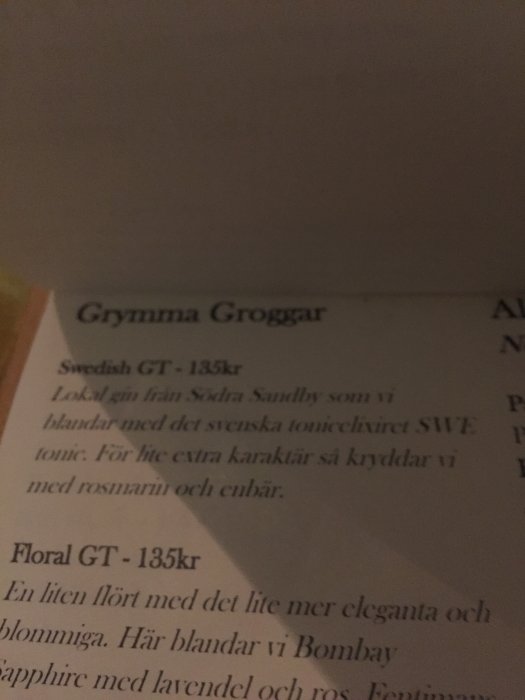 Grymma Groggar
Swedish GT - 135kr
Lokal gin från Södra Sandby som vi
blandar med det svenska tonicelixiret SWE
tonic. För lite extra karaktär så kryddar vi
med rosmarin och enbär.
Floral GT - 135kr
En liten flört med det lite mer eleganta och
blommiga. Här blandar vi Bombay
Sapphire med lavendel och ros. Fentimans